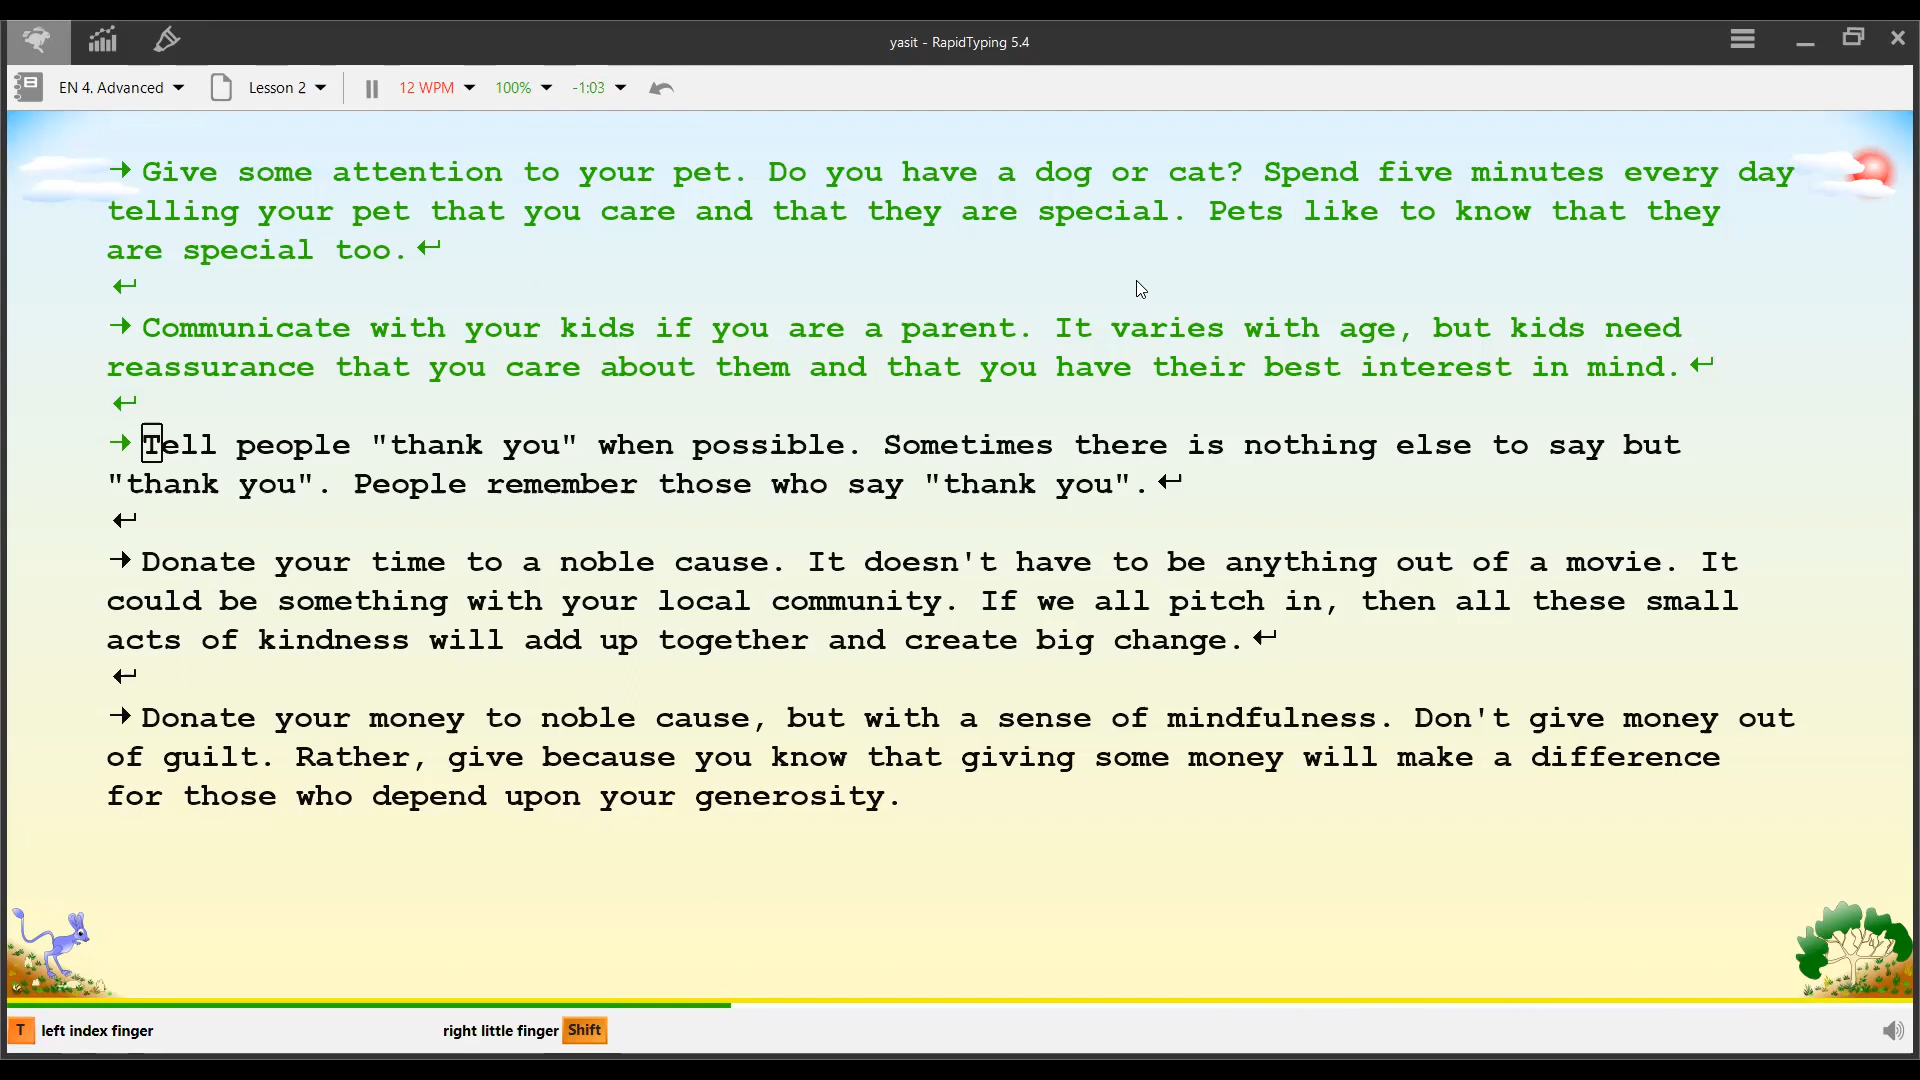 yasit - RapidTyping 5.4
EN 4. Advanced Lesson 2 12 WPM 100% -1:03
→Give some attention to your pet. Do you have a dog or cat? Spend five minutes every day
telling your pet that you care and that they are special. Pets like to know that they
are special too.↵
↵
→Communicate with your kids if you are a parent. It varies with age, but kids need
reassurance that you care about them and that you have their best interest in mind.↵
↵
→Tell people "thank you" when possible. Sometimes there is nothing else to say but
"thank you". People remember those who say "thank you".↵
↵
→Donate your time to a noble cause. It doesn't have to be anything out of a movie. It
could be something with your local community. If we all pitch in, then all these small
acts of kindness will add up together and create big change.↵
↵
→Donate your money to noble cause, but with a sense of mindfulness. Don't give money out
of guilt. Rather, give because you know that giving some money will make a difference
for those who depend upon your generosity.
T left index finger right little finger Shift